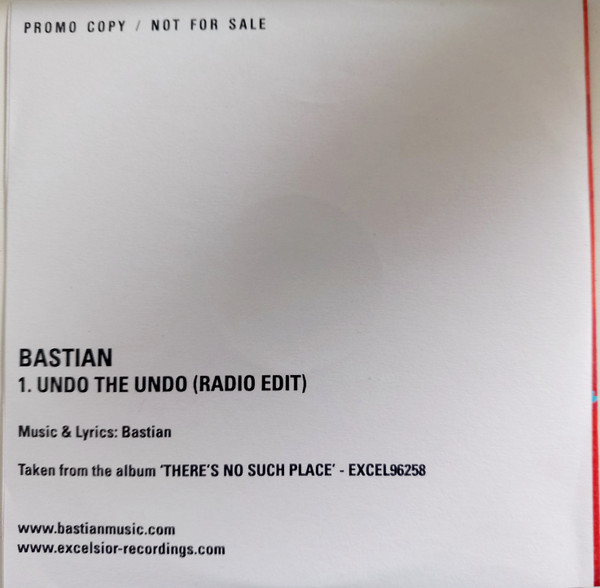 PROMO COPY / NOT FOR SALE
BASTIAN
1. UNDO THE UNDO (RADIO EDIT)
Music & Lyrics: Bastian
Taken from the album ‘THERE'S NO SUCH PLACE’ - EXCEL96258
www.bastianmusic.com
www.excelsior-recordings.com